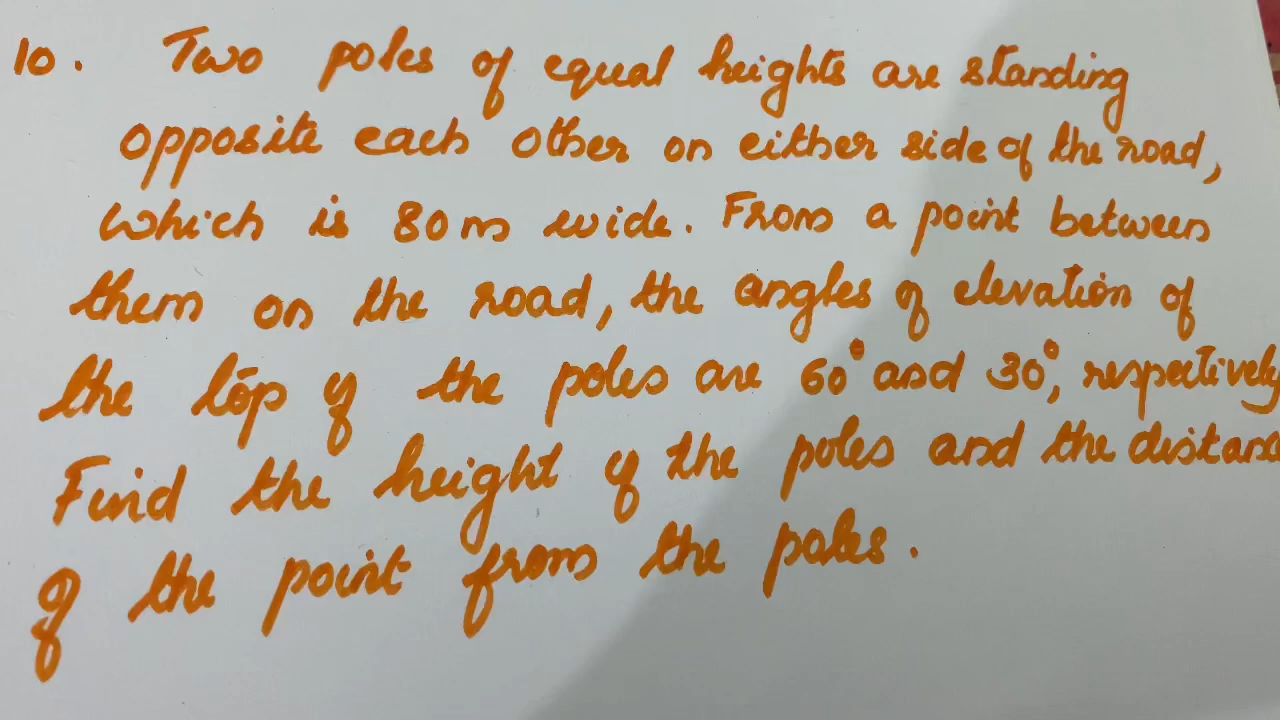 10. Two poles of equal heights are standing
opposite each other on either side of the road,
which is 80m wide. From a point between
them on the road, the angles of elevation of
the top of the poles are 60° and 30°, respectively
Find the height of the poles and the distanc
of the point from the poles.